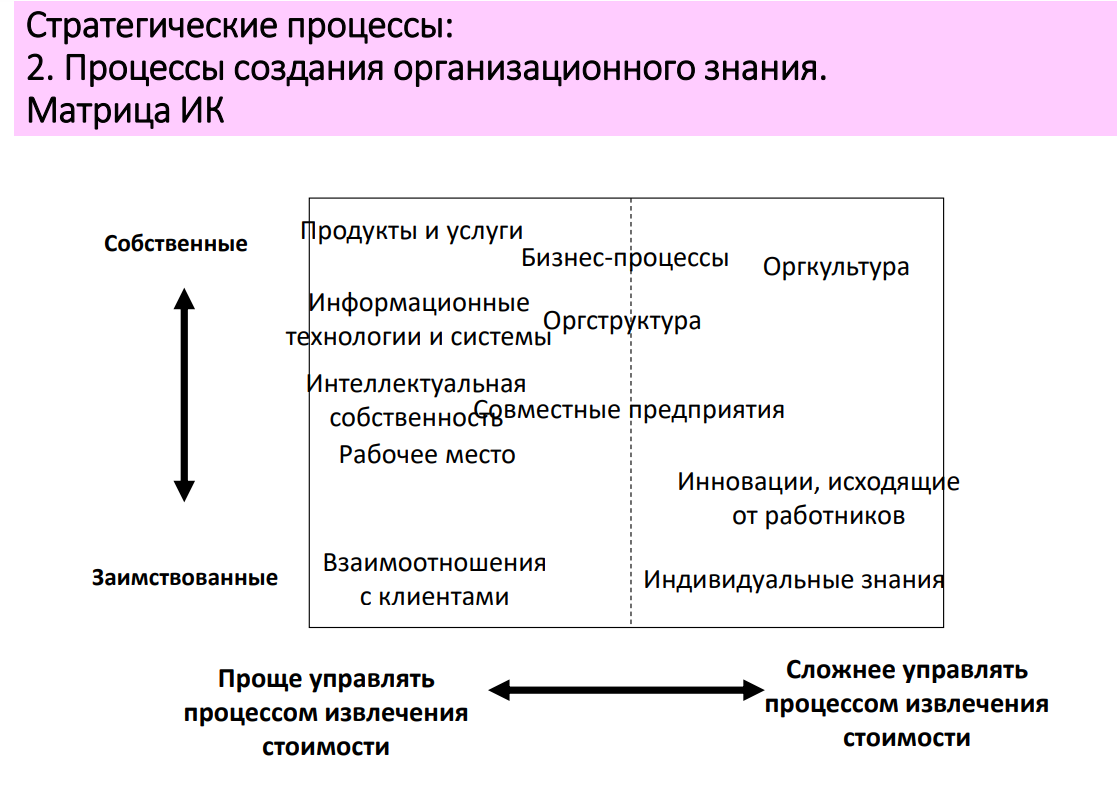 Стратегические процессы:
2. Процессы создания организационного знания.
Матрица ИК
Собственные
Продукты и услуги
Бизнес-процессы
Оргкультура
Информационные
технологии и системы
Оргструктура
Интеллектуальная
собственность
Совместные предприятия
Рабочее место
Инновации, исходящие
от работников
Заимствованные
Взаимоотношения
с клиентами
Индивидуальные знания
Проще управлять
процессом извлечения
стоимости
Сложнее управлять
процессом извлечения
стоимости